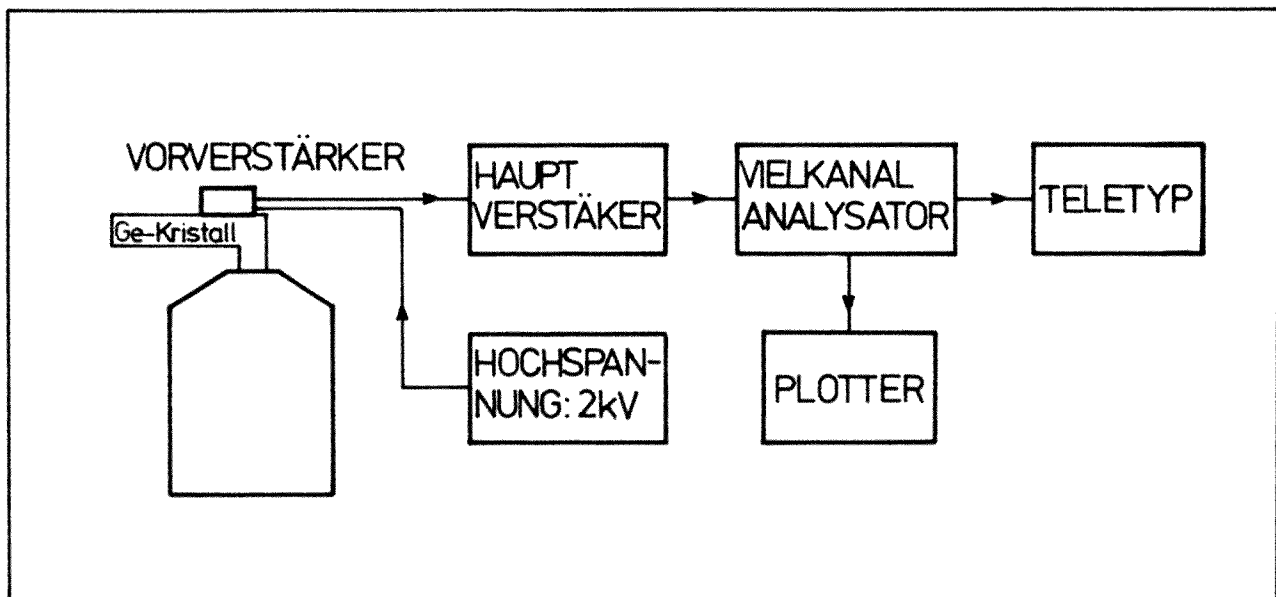 VORVERSTÄRKER
Ge-Kristall
HAUPT
VERSTÄKER
VIELKANAL
ANALYSATOR
TELETYP
HOCHSPAN-
NUNG: 2kV
PLOTTER